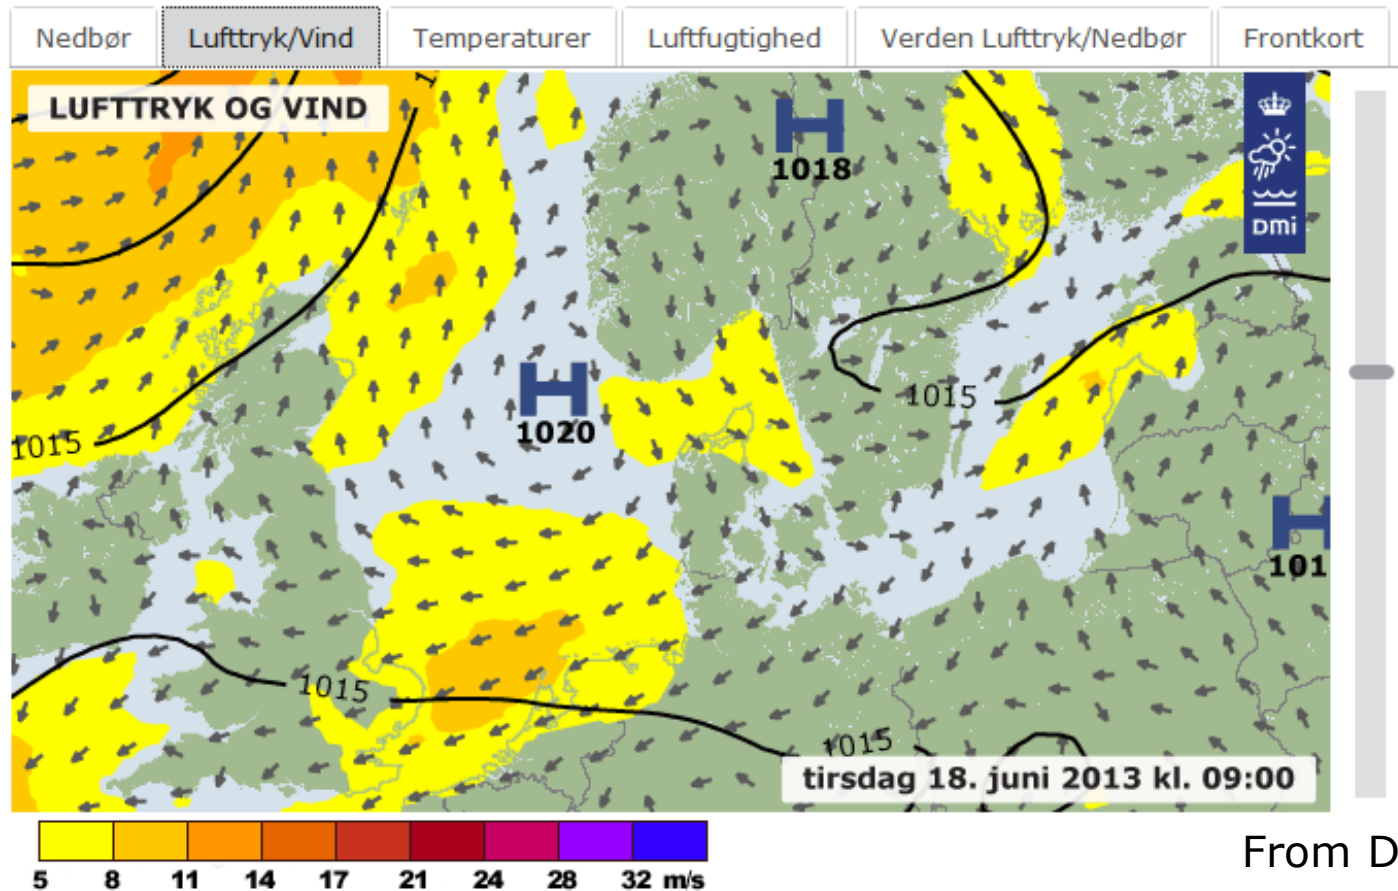 Nedbør Lufttryk/Vind Temperaturer Luftfugtighed Verden Lufttryk/Nedbør Frontkort
LUFTTRYK OG VIND
H
1018
DMi
1015
H
1020
1015
H
101
1015
1015
tirsdag 18. juni 2013 kl. 09:00
5 8 11 14 17 21 24 28 32 m/s
From D